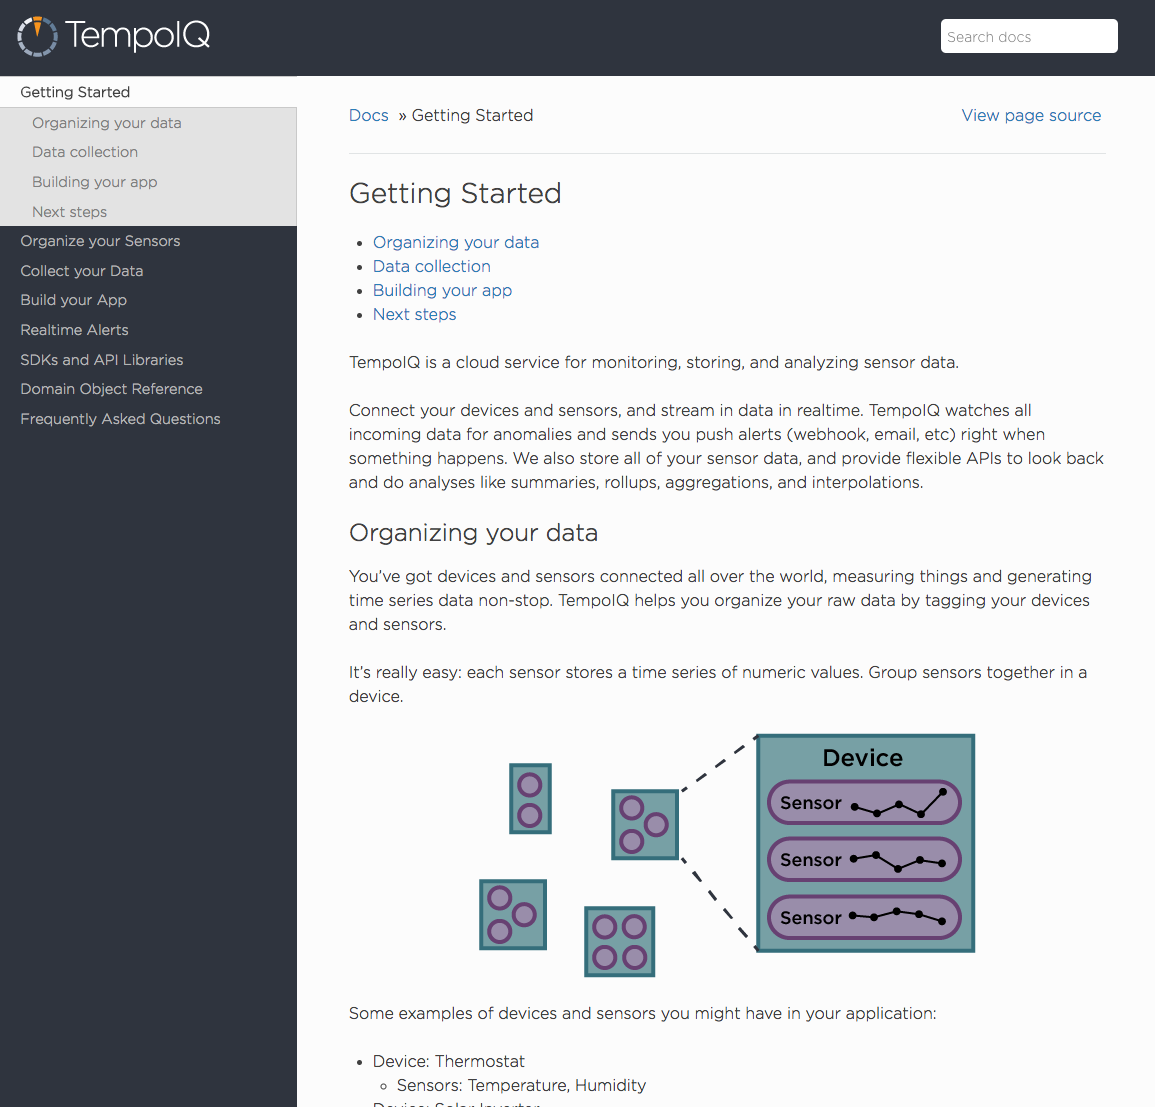 TempoIQ
Search docs
Getting Started
Organizing your data
Data collection
Building your app
Next steps
Organize your Sensors
Collect your Data
Build your App
Realtime Alerts
SDKs and API Libraries
Domain Object Reference
Frequently Asked Questions
Docs » Getting Started
View page source
Getting Started
• Organizing your data
• Data collection
• Building your app
• Next steps
TempoIQ is a cloud service for monitoring, storing, and analyzing sensor data.
Connect your devices and sensors, and stream in data in realtime. TempoIQ watches all
incoming data for anomalies and sends you push alerts (webhook, email, etc) right when
something happens. We also store all of your sensor data, and provide flexible APIs to look back
and do analyses like summaries, rollups, aggregations, and interpolations.
Organizing your data
You’ve got devices and sensors connected all over the world, measuring things and generating
time series data non-stop. TempoIQ helps you organize your raw data by tagging your devices
and sensors.
It’s really easy: each sensor stores a time series of numeric values. Group sensors together in a
device.
Device
Sensor
Sensor
Sensor
Some examples of devices and sensors you might have in your application:
• Device: Thermostat
◦ Sensors: Temperature, Humidity
• Device: Solar Inverter